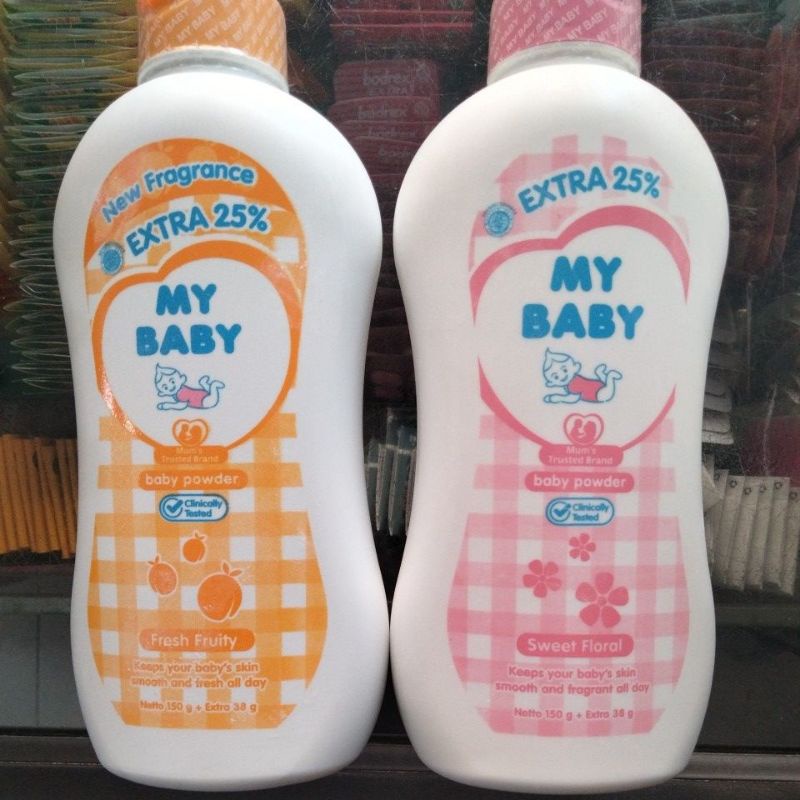 New Fragrance
EXTRA 25%
MY
BABY
Mum's
Trusted Brand
baby powder
Clinically
Tested
Fresh Fruity
Keeps your baby's skin
smooth and fresh all day
Netto 150 g + Extra 38 g
MY BABY
EXTRA 25%
MY
BABY
Mum's
Trusted Brand
baby powder
Clinically
Tested
Sweet Floral
Keeps your baby's skin
smooth and fragrant all day
Netto 150 g + Extra 38 g
bodrex
EXTRA